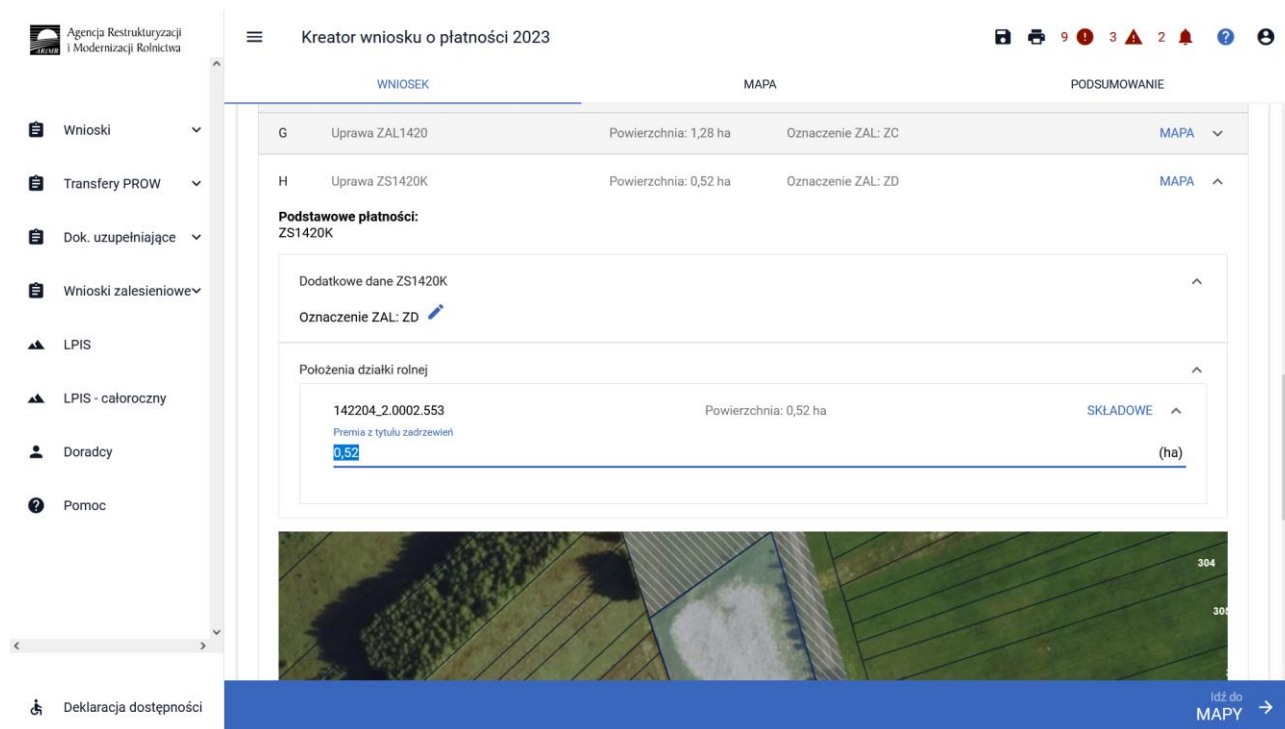 Agencja Restrukturyzacji
i Modernizacji Rolnictwa
ARiMR
Kreator wniosku o płatności 2023
9 3 2
WNIOSEK MAPA PODSUMOWANIE
Wnioski
Transfery PROW
Dok. uzupełniające
Wnioski zalesieniowe
LPIS
LPIS - całoroczny
Doradcy
Pomoc
Deklaracja dostępności
G Uprawa ZAL1420 Powierzchnia: 1,28 ha Oznaczenie ZAL: ZC MAPA
H Uprawa ZS1420K Powierzchnia: 0,52 ha Oznaczenie ZAL: ZD MAPA
Podstawowe płatności:
ZS1420K
Dodatkowe dane ZS1420K
Oznaczenie ZAL: ZD
Położenia działki rolnej
142204_2.0002.553 Powierzchnia: 0,52 ha SKŁADOWE
Premia z tytułu zadrzewień
0,52 (ha)
304
Idź do
MAPY